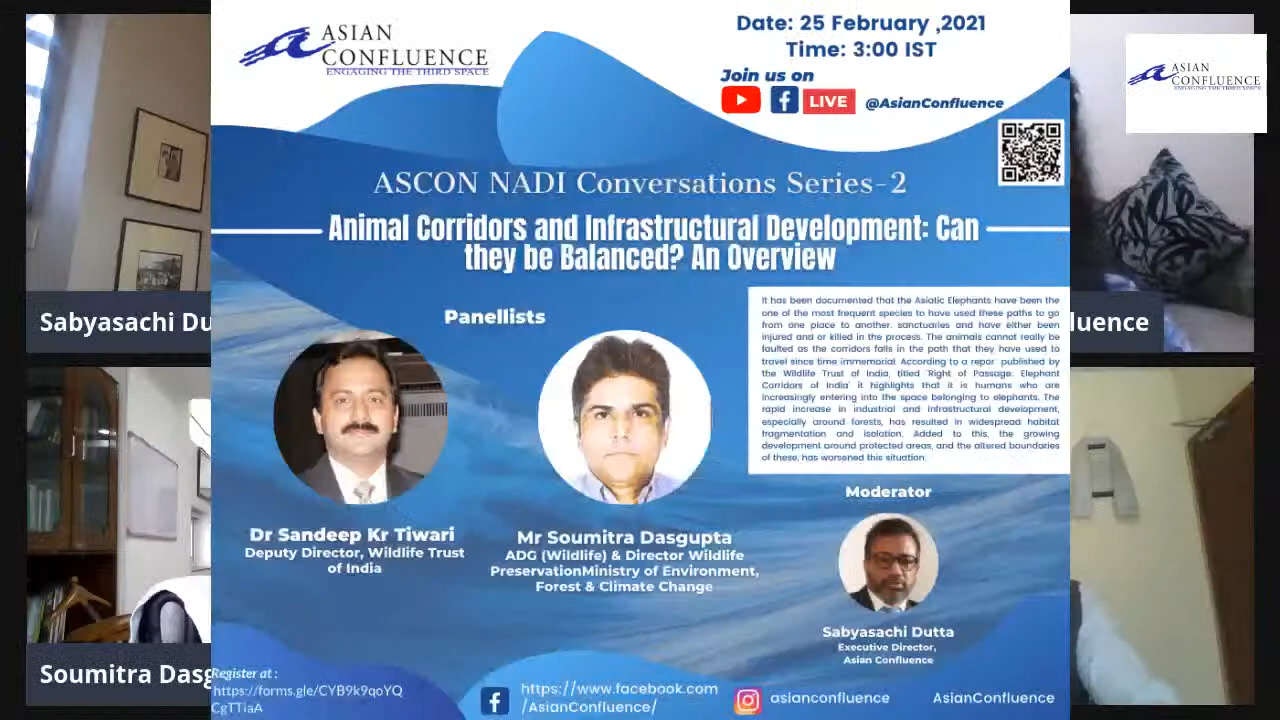 ASIAN
CONFLUENCE
ENGAGING THE THIRD SPACE
Date: 25 February ,2021
Time: 3:00 IST
Join us on
LIVE
@AsianConfluence
ASIAN
CONFLUENCE
ENGAGING THE THIRD SPACE
ASCON NADI Conversations Series-2
Animal Corridors and Infrastructural Development: Can
they be Balanced? An Overview
It has been documented that the Asiatic Elephants have been the
one of the most frequent species to have used these paths to go
from one place to another. sanctuaries and have either been
injured and or killed in the process. The animals cannot really be
faulted as the corridors falls in the path that they have used to
travel since time immemorial. According to a repor published by
the Wildlife Trust of India, titled 'Right of Passage: Elephant
Corridors of India' it highlights that it is humans who are
increasingly entering into the space belonging to elephants. The
rapid increase in industrial and infrastructural development,
especially around forests, has resulted in widespread habitat
fragmentation and isolation. Added to this, the growing
development around protected areas, and the altered boundaries
of these, has worsened this situation.
Panellists
Dr Sandeep Kr Tiwari
Deputy Director, Wildlife Trust
of India
Mr Soumitra Dasgupta
ADG (Wildlife) & Director Wildlife
PreservationMinistry of Environment,
Forest & Climate Change
Moderator
Sabyasachi Dutta
Executive Director,
Asian Confluence
Sabyasachi Du
luence
Soumitra Dasg
Register at :
https://forms.gle/CYB9k9qoYQ
CgTTiaA
https://www.facebook.com
/AsianConfluence/
asianconfluence
AsianConfluence